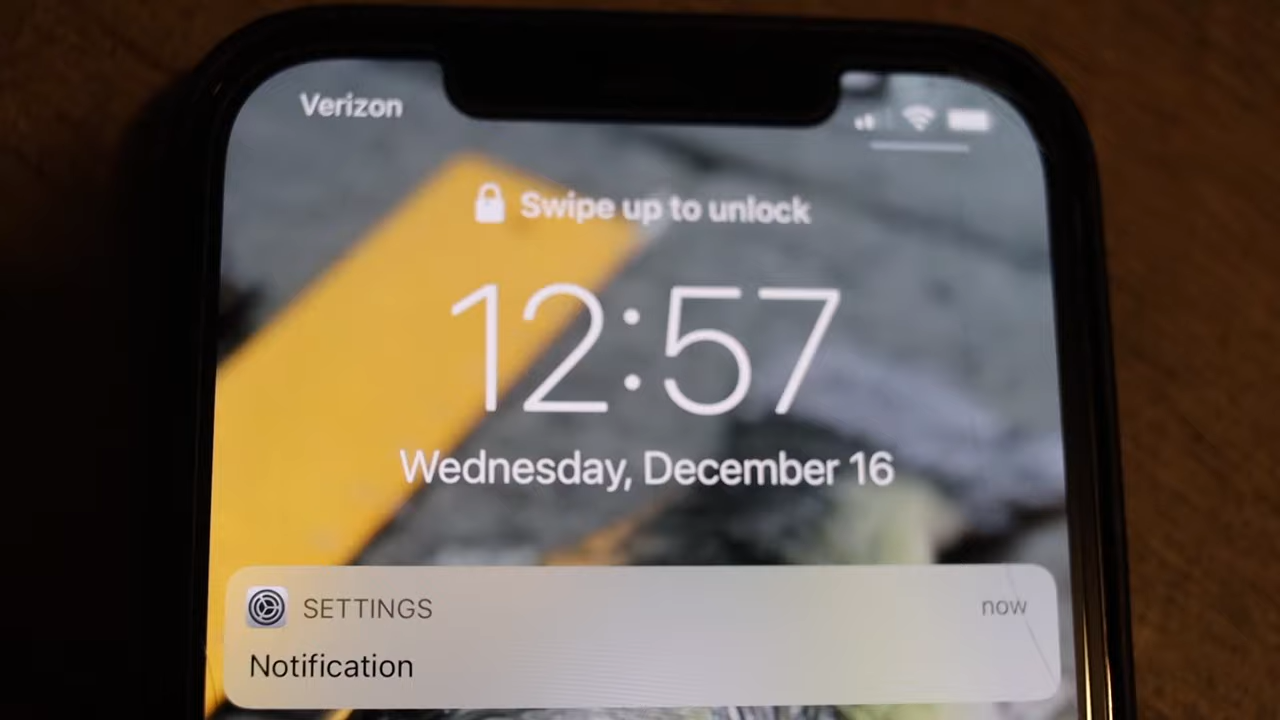 Verizon
Swipe up to unlock
12:57
Wednesday, December 16
SETTINGS
now
Notification